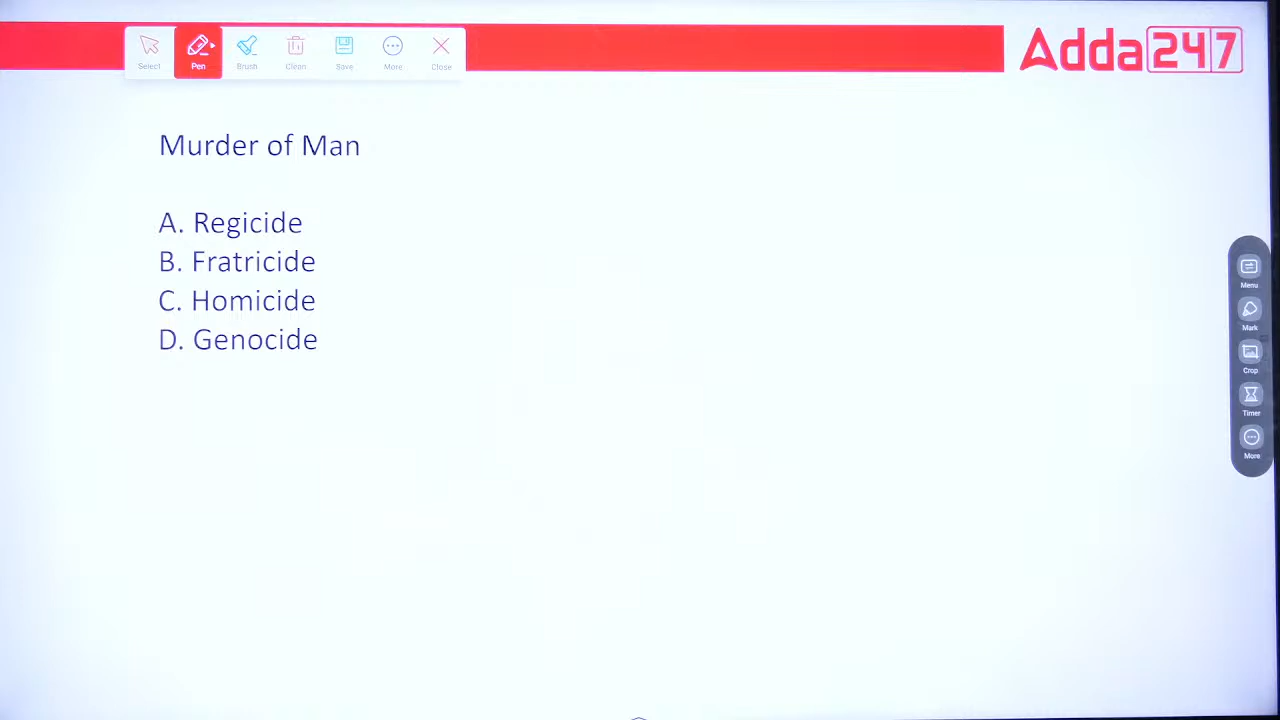 Select
Pen
Brush
Clean
Save
More
Close
Adda247
Murder of Man
A. Regicide
B. Fratricide
C. Homicide
D. Genocide
Menu
Mark
Crop
Timer
More